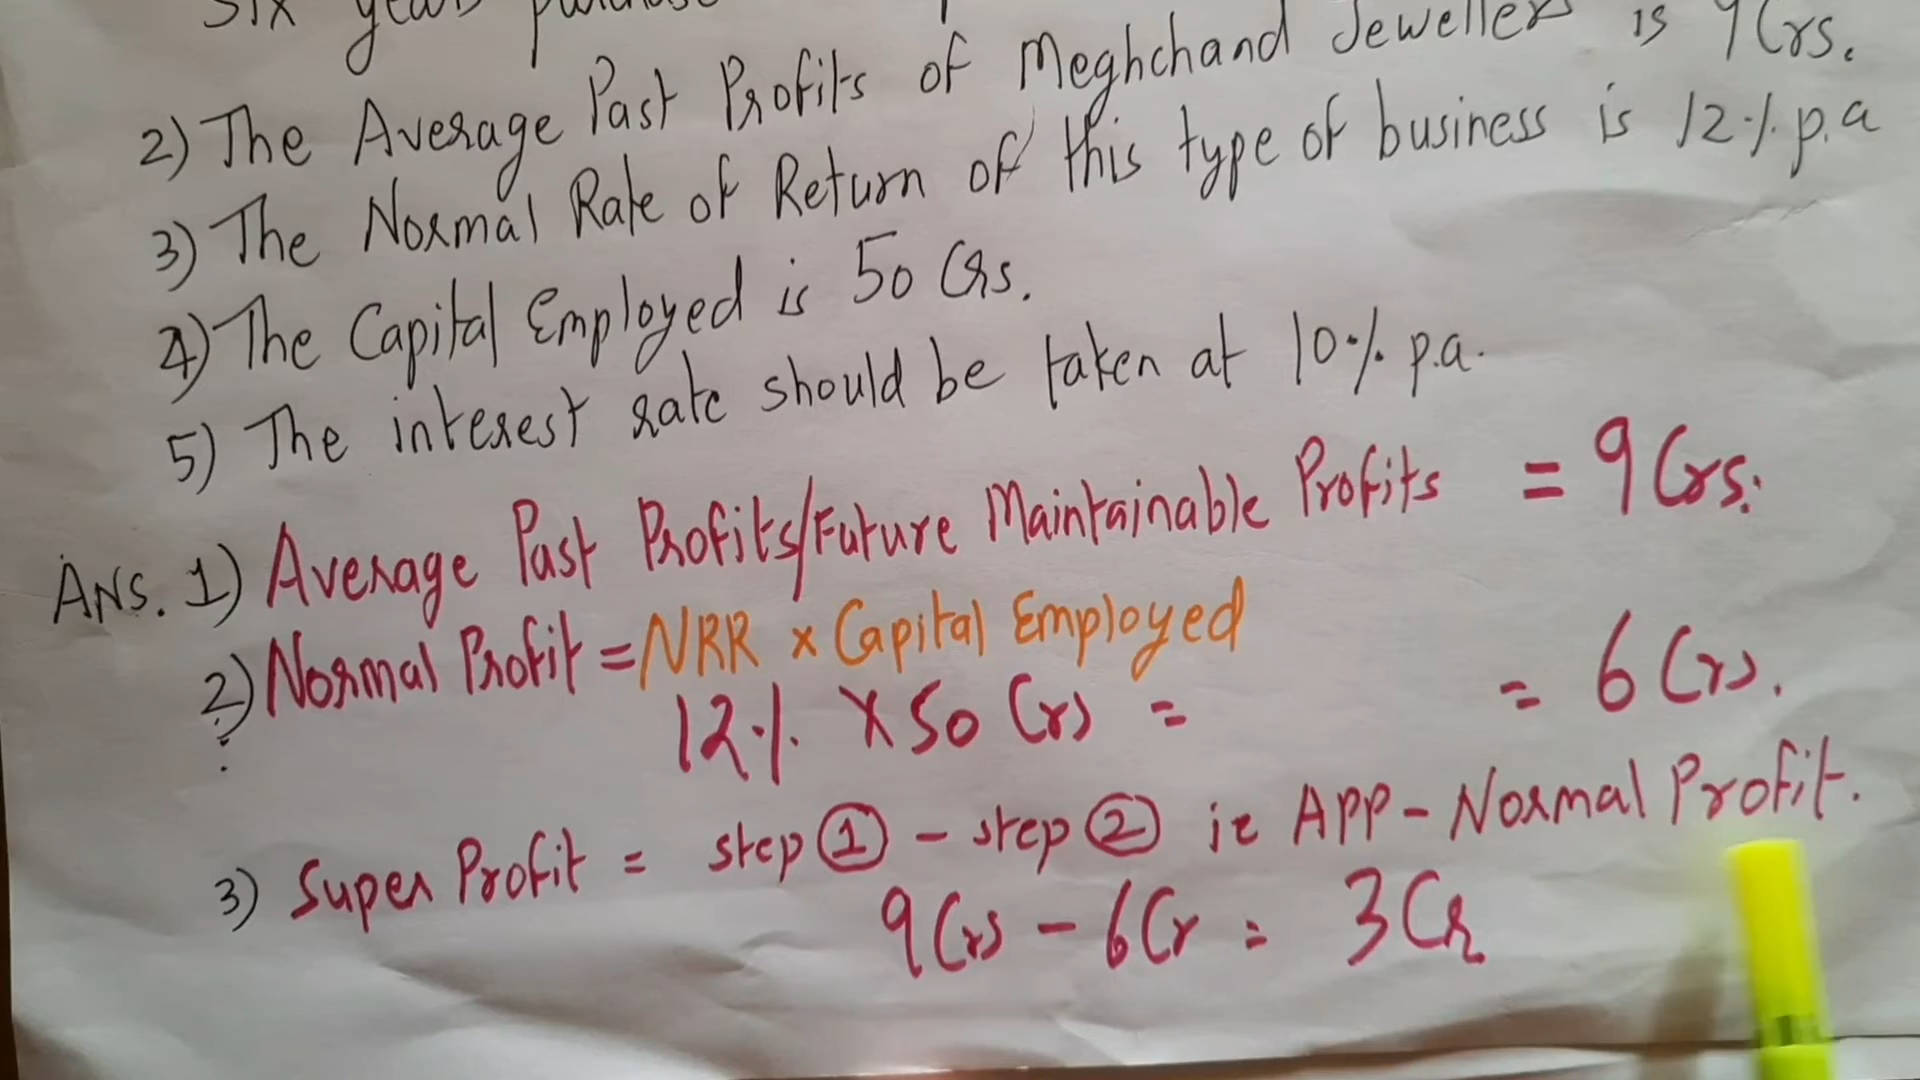 Six years purchase
2) The Average Past Profits of Meghchand Jewellers is 9 Crs.
3) The Normal Rate of Return of this type of business is 12% p.a
4) The Capital Employed is 50 Crs.
5) The interest rate should be taken at 10% p.a.
ANS. 1) Average Past Profits/Future Maintainable Profits = 9 Crs.
2) Normal Profit = NRR x Capital Employed
12% X 50 Crs = = 6 Crs.
3) Super Profit = step ① - step ② ie APP - Normal Profit.
9 Crs - 6 Cr = 3 Cr